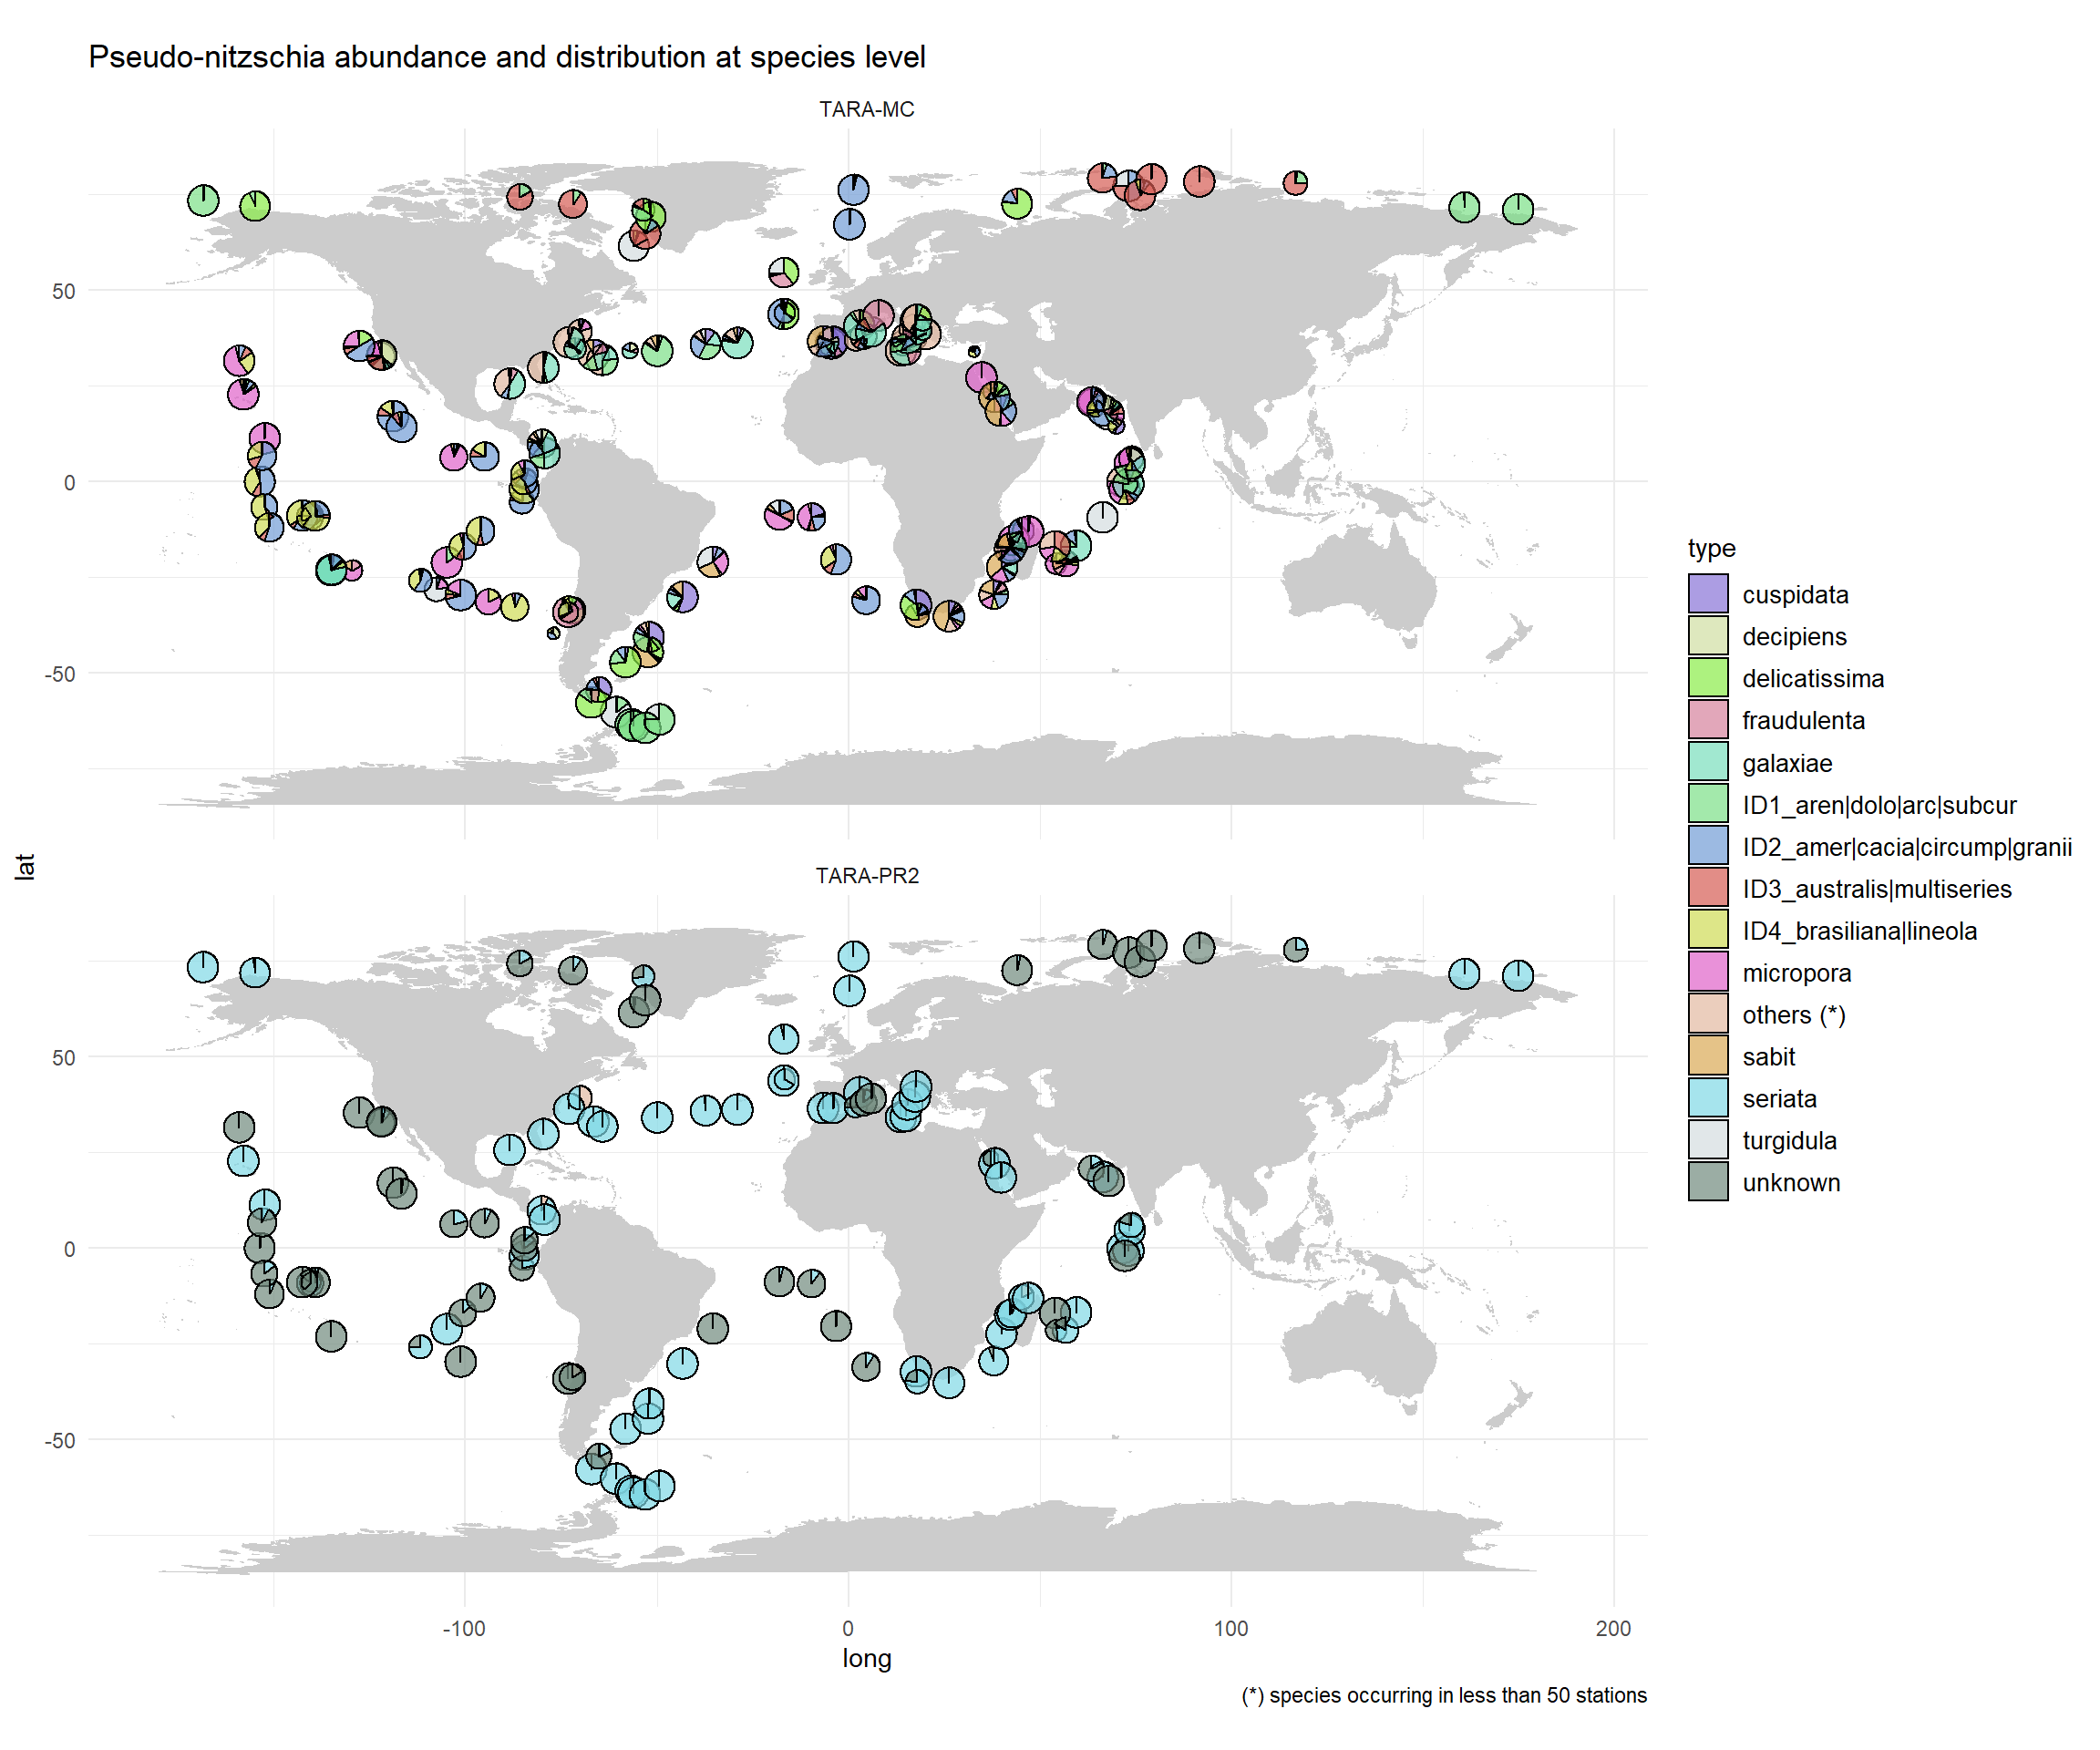 Pseudo-nitzschia abundance and distribution at species level
TARA-MC
50
0
-50
lat
TARA-PR2
50
0
-50
-100
0
100
200
long
(*) species occurring in less than 50 stations
type
cuspidata
decipiens
delicatissima
fraudulenta
galaxiae
ID1_aren|dolo|arc|subcur
ID2_amer|cacia|circump|granii
ID3_australis|multiseries
ID4_brasiliana|lineola
micropora
others (*)
sabit
seriata
turgidula
unknown